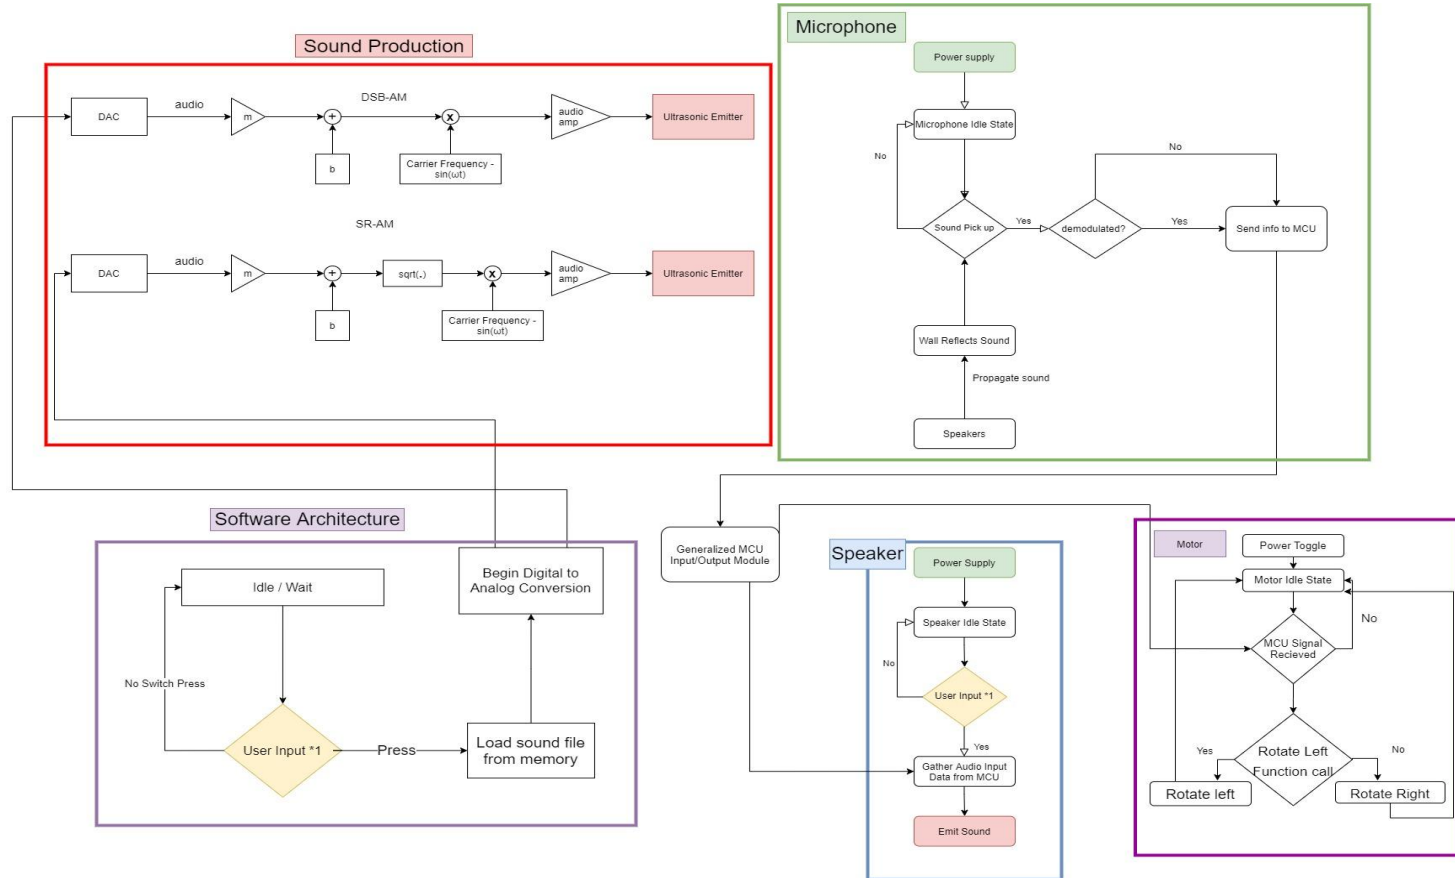 Sound Production
DAC
audio
m
+
b
DSB-AM
x
Carrier Frequency -
sin(ωt)
audio
amp
Ultrasonic Emitter
SR-AM
DAC
audio
m
+
b
sqrt(.)
x
Carrier Frequency -
sin(ωt)
audio
amp
Ultrasonic Emitter
Microphone
Power supply
Microphone Idle State
No
Sound Pick up
Yes
demodulated?
No
Yes
Send info to MCU
Wall Reflects Sound
Propagate sound
Speakers
Software Architecture
Idle / Wait
No Switch Press
User Input *1
Press
Load sound file
from memory
Begin Digital to
Analog Conversion
Generalized MCU
Input/Output Module
Speaker
Power Supply
Speaker Idle State
No
User Input *1
Yes
Gather Audio Input
Data from MCU
Emit Sound
Motor
Power Toggle
Motor Idle State
No
MCU Signal
Recieved
Rotate Left
Function call
Yes
No
Rotate left
Rotate Right